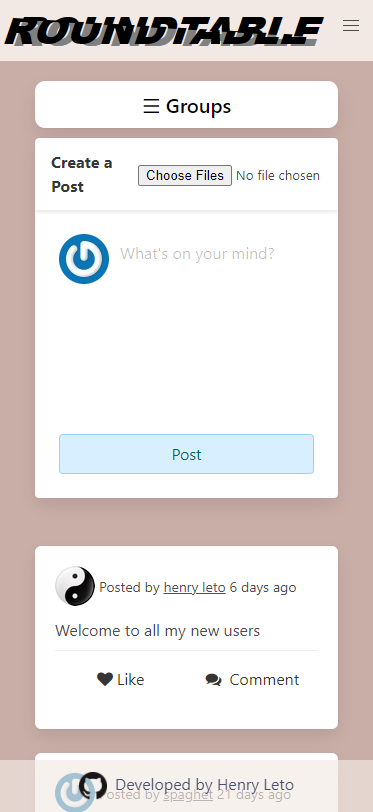 ROUNDTABLE
Groups
Create a
Post
Choose Files No file chosen
What's on your mind?
Post
Posted by henry leto 6 days ago
Welcome to all my new users
Like Comment
Posted by spaghet 21 days ago
Developed by Henry Leto